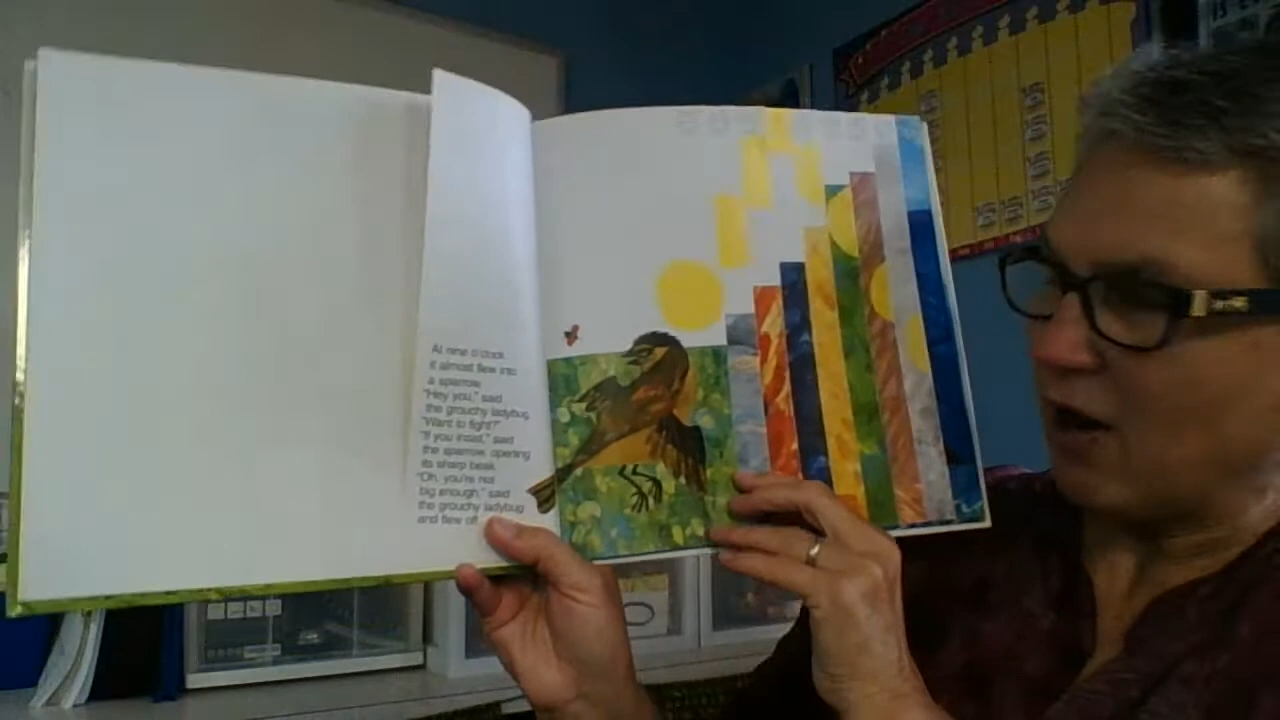 At nine o'clock
it almost flew into
a sparrow.
"Hey you," said
the grouchy ladybug.
"Want to fight?"
"If you insist," said
the sparrow, opening
its sharp beak.
"Oh, you're not
big enough," said
the grouchy ladybug
and flew off.